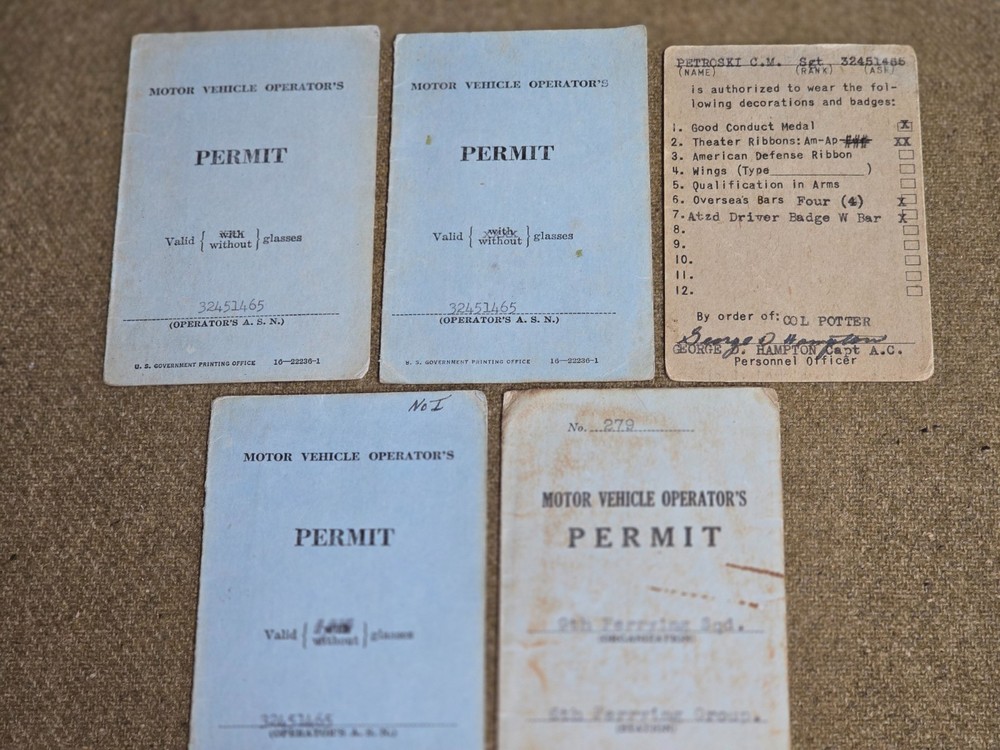 MOTOR VEHICLE OPERATOR'S
PERMIT
Valid { with
without } glasses
32451465
(OPERATOR'S A. S. N.)
U. S. GOVERNMENT PRINTING OFFICE 16—22236-1
MOTOR VEHICLE OPERATOR'S
PERMIT
Valid { with
without } glasses
32451465
(OPERATOR'S A. S. N.)
U. S. GOVERNMENT PRINTING OFFICE 16—22236-1
PETROSKI C.M. Sgt 32451465
(NAME) (RANK) (ASN)
is authorized to wear the fol-
lowing decorations and badges:
1. Good Conduct Medal X
2. Theater Ribbons: Am-Ap ### XX
3. American Defense Ribbon
4. Wings (Type____________)
5. Qualification in Arms
6. Oversea's Bars Four (4) X
7. Atzd Driver Badge W Bar X
8.
9.
10.
11.
12.
By order of: COL POTTER
George D Hampton
GEORGE D. HAMPTON Capt A.C.
Personnel Officer
No I
MOTOR VEHICLE OPERATOR'S
PERMIT
Valid { with
without } glasses
32451465
(OPERATOR'S A. S. N.)
No. 279
MOTOR VEHICLE OPERATOR'S
PERMIT
9th Ferrying Sqd.
(ORGANIZATION)
6th Ferrying Group.
(STATION)